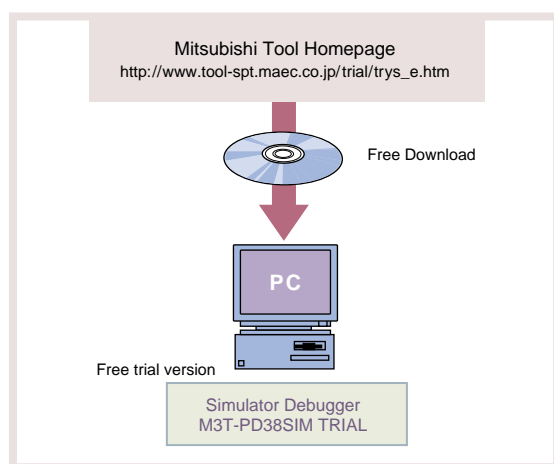 Mitsubishi Tool Homepage
http://www.tool-spt.maec.co.jp/trial/trys_e.htm
Free Download
PC
Free trial version
Simulator Debugger
M3T-PD38SIM TRIAL